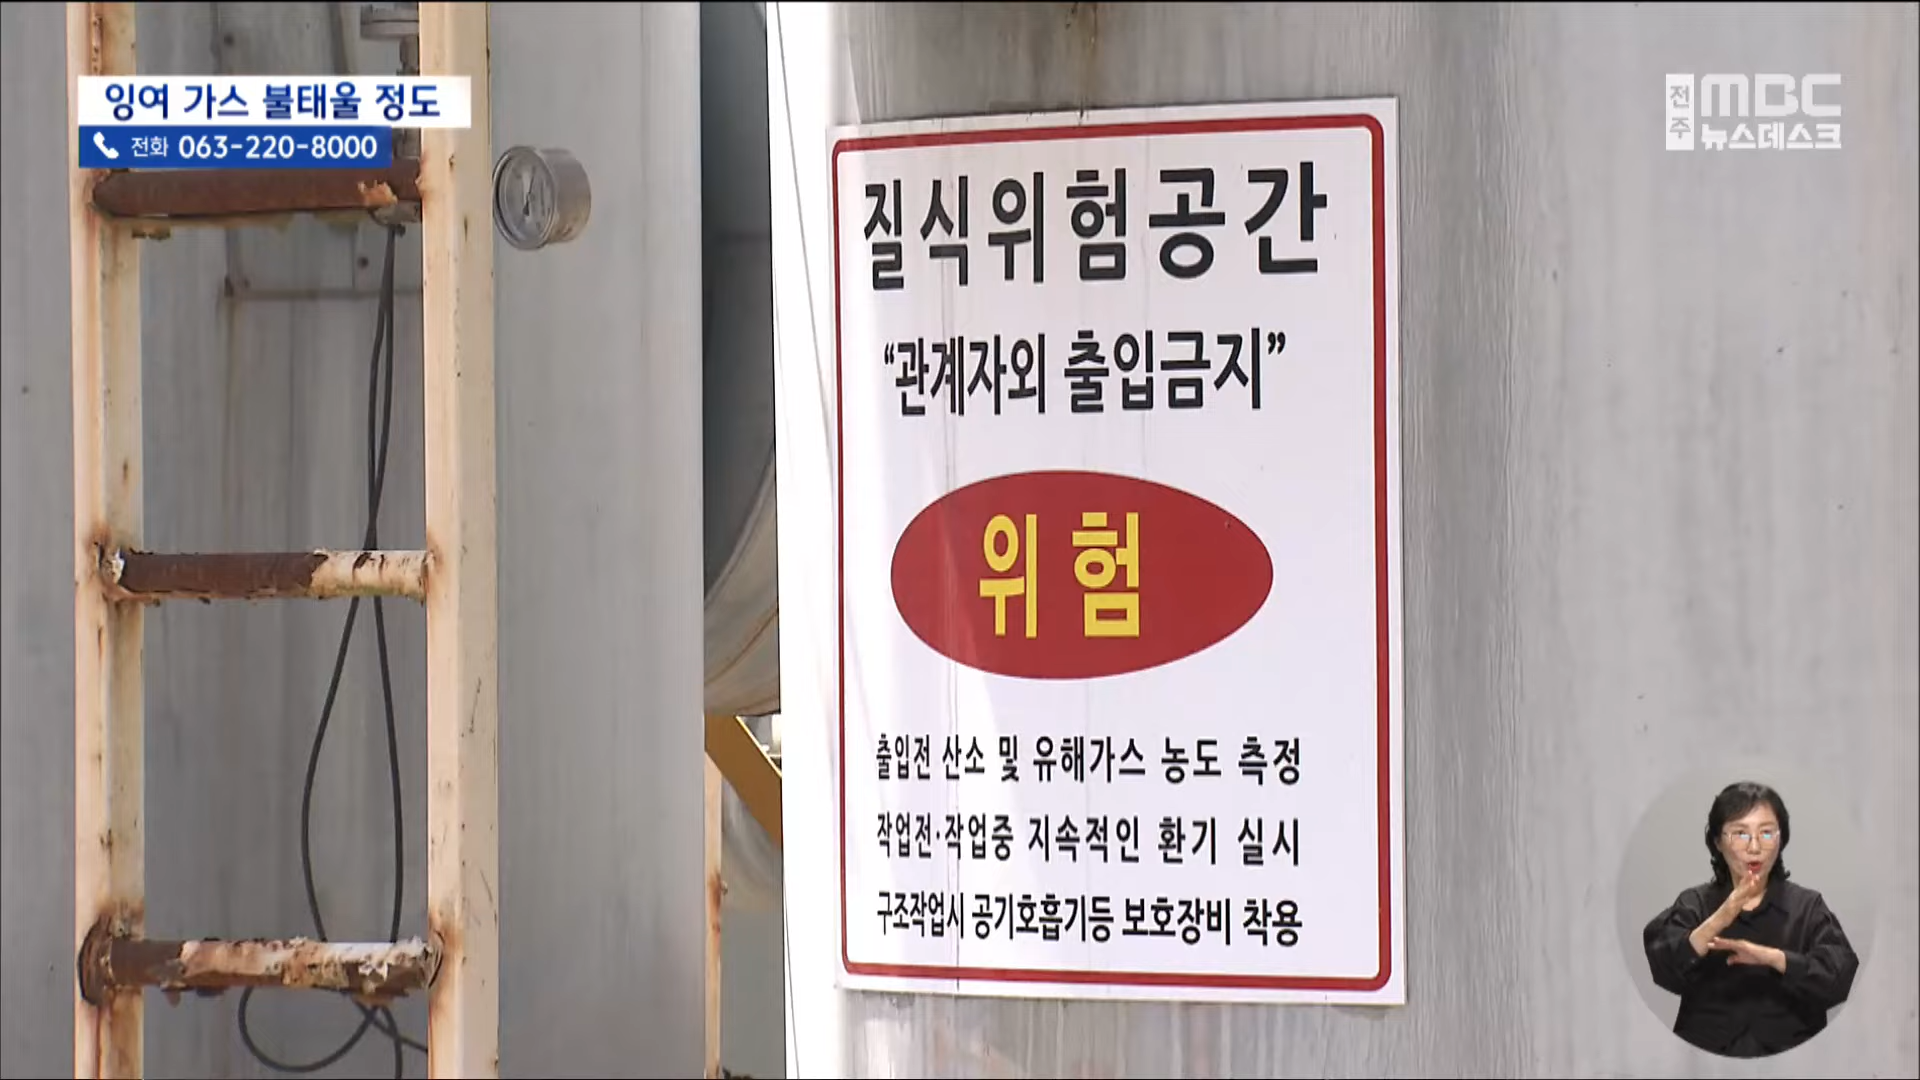 잉여 가스 불태울 정도
전화 063-220-8000
전주 MBC
뉴스데스크
질식위험공간
“관계자외 출입금지”
위험
출입전 산소 및 유해가스 농도 측정
작업전·작업중 지속적인 환기 실시
구조작업시 공기호흡기등 보호장비 착용